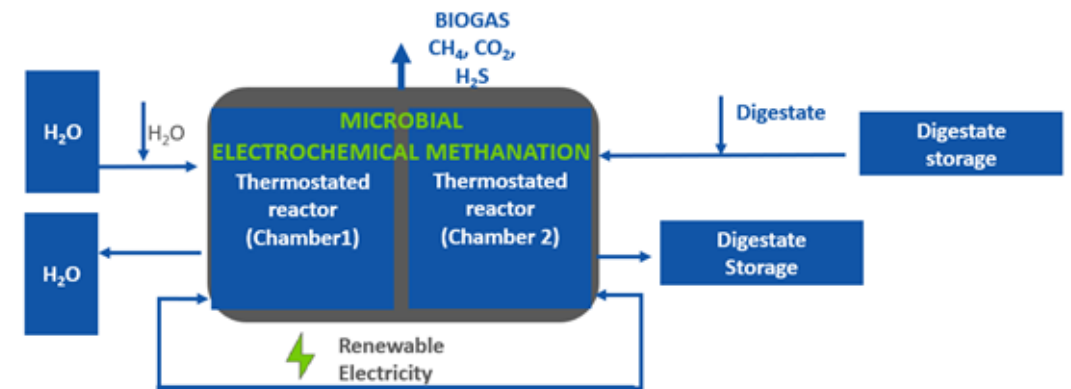 BIOGAS
CH₄, CO₂,
H₂S
H₂O
H₂O
MICROBIAL
ELECTROCHEMICAL METHANATION
Thermostated
reactor
(Chamber1)
Thermostated
reactor
(Chamber 2)
Digestate
Digestate
storage
H₂O
Digestate
Storage
Renewable
Electricity